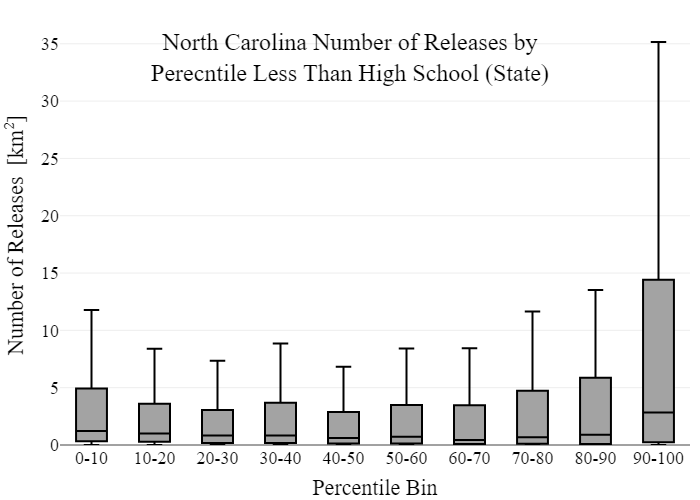 North Carolina Number of Releases by
Perecntile Less Than High School (State)
Number of Releases [km²]
35
30
25
20
15
10
5
0
0-10 10-20 20-30 30-40 40-50 50-60 60-70 70-80 80-90 90-100
Percentile Bin